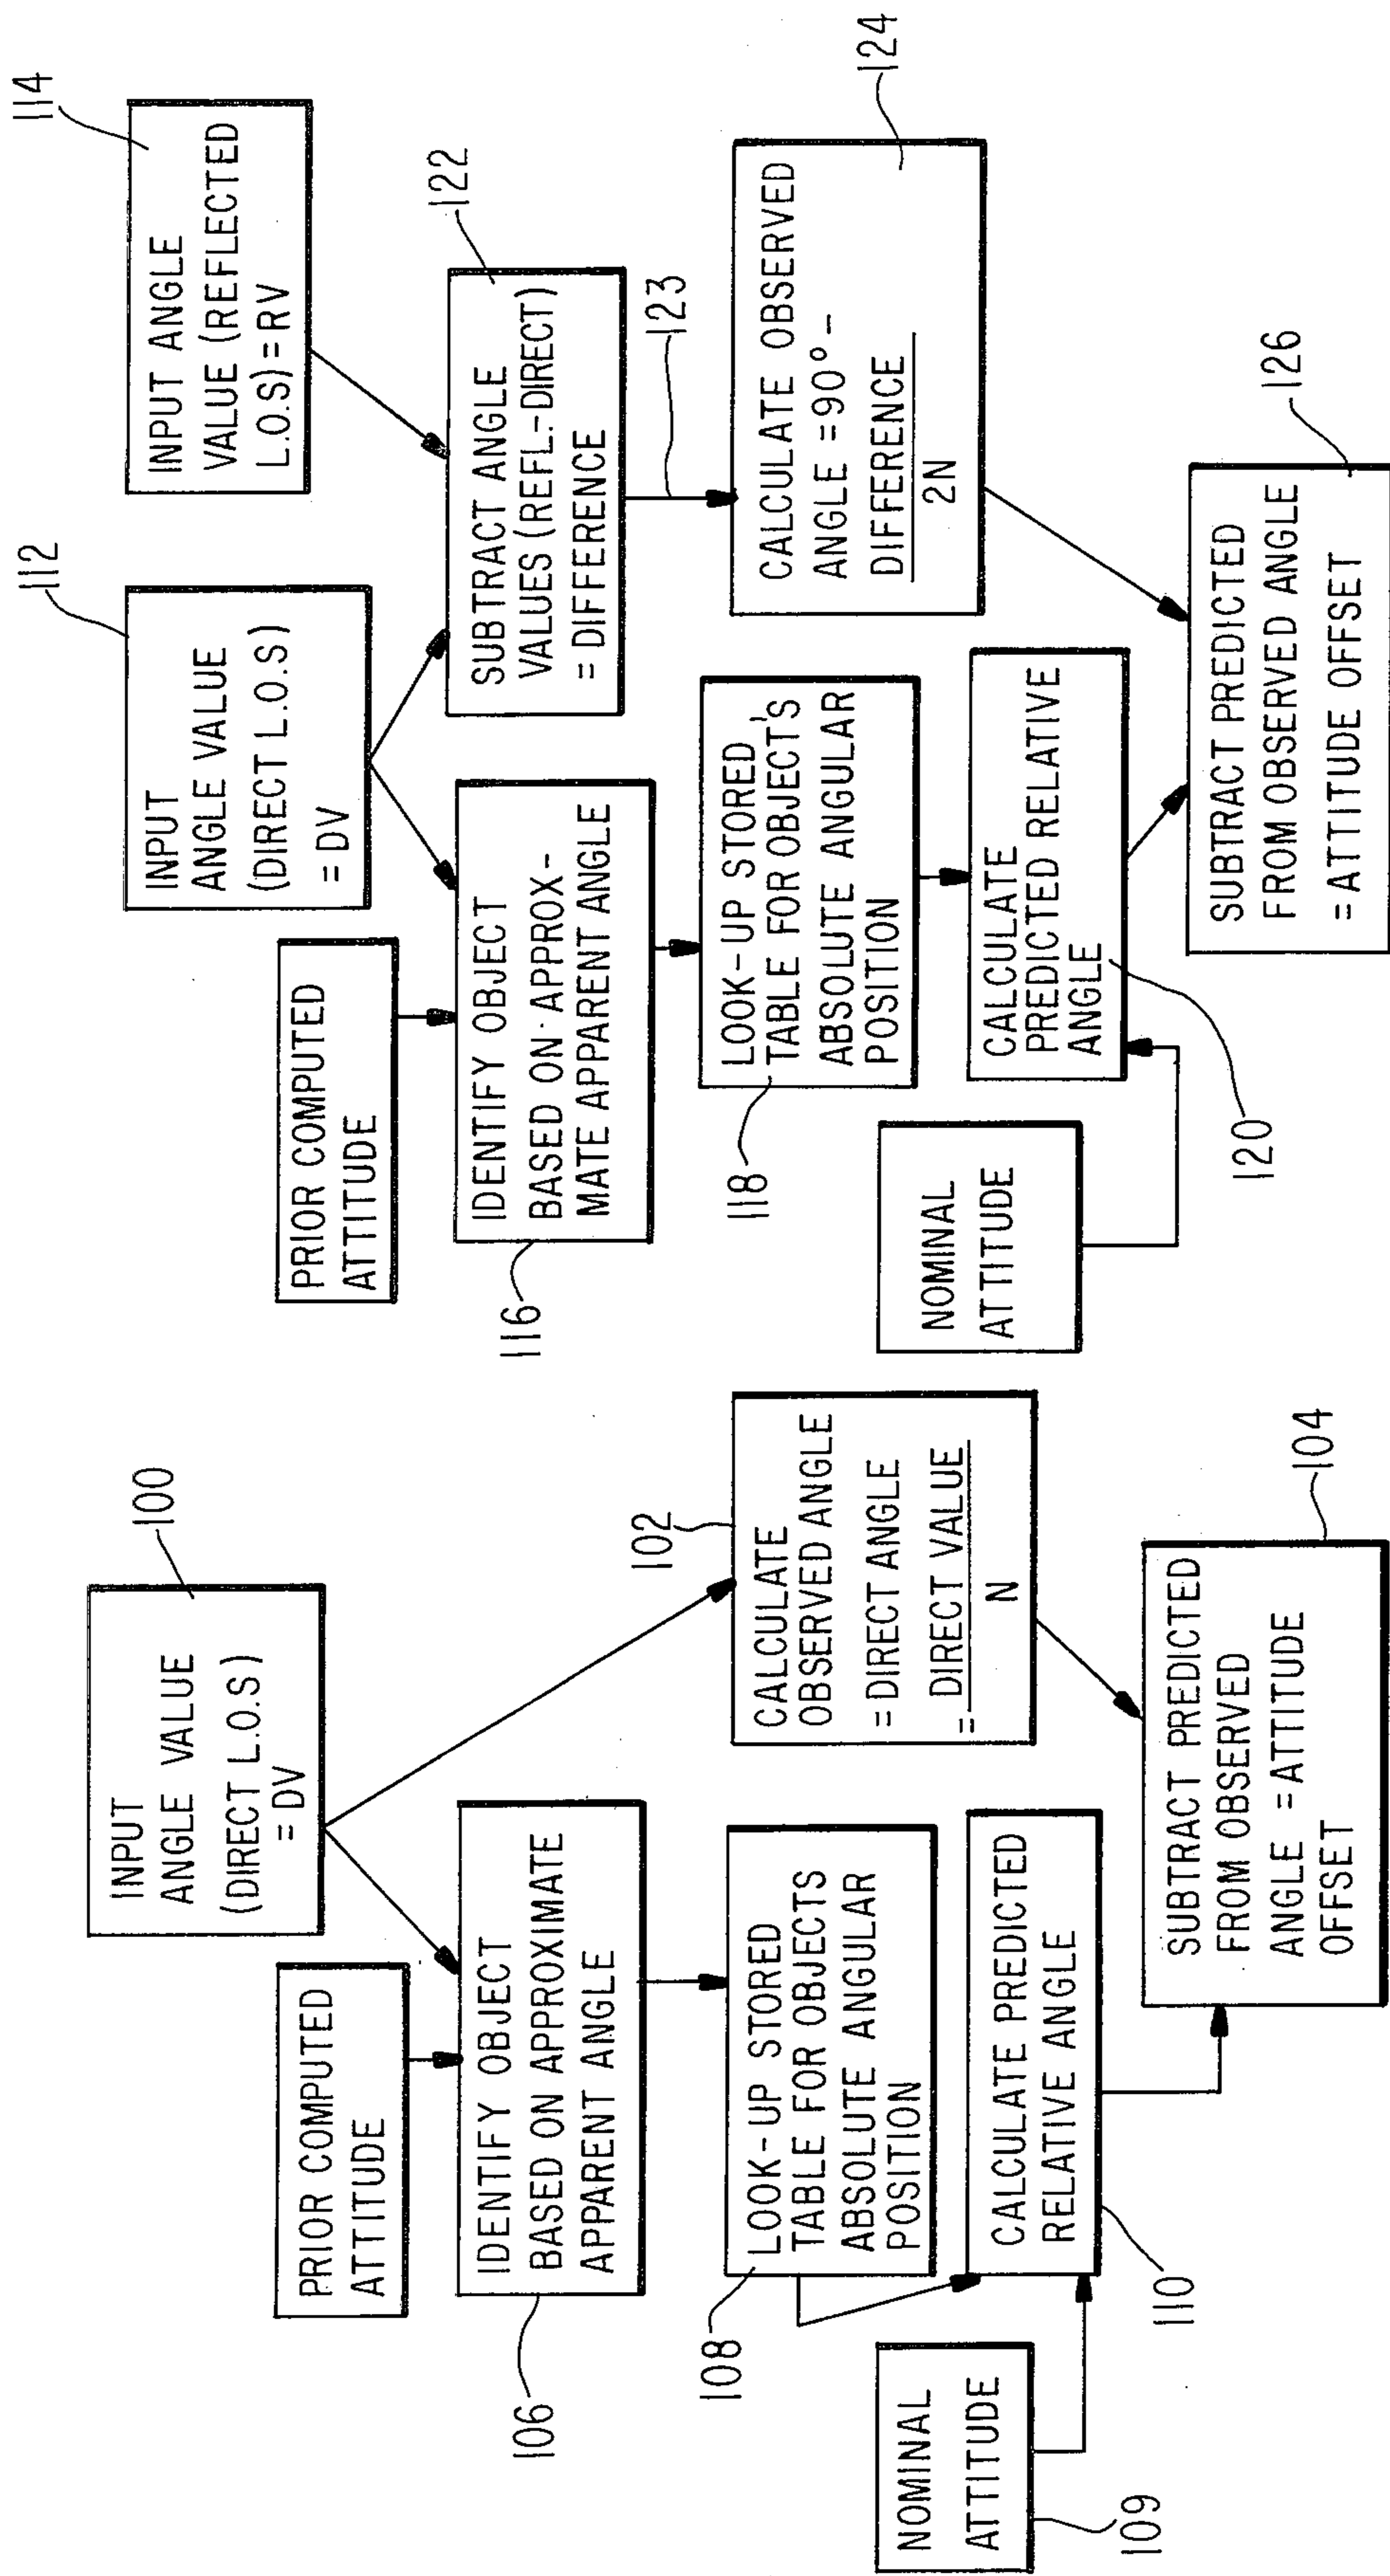 100
INPUT
ANGLE VALUE
(DIRECT L.O.S)
= DV
PRIOR COMPUTED
ATTITUDE
106
IDENTIFY OBJECT
BASED ON APPROXIMATE
APPARENT ANGLE
102
CALCULATE
OBSERVED ANGLE
= DIRECT ANGLE
= DIRECT VALUE
N
108
LOOK-UP STORED
TABLE FOR OBJECTS
ABSOLUTE ANGULAR
POSITION
109
NOMINAL
ATTITUDE
CALCULATE PREDICTED
RELATIVE ANGLE
110
104
SUBTRACT PREDICTED
FROM OBSERVED
ANGLE = ATTITUDE
OFFSET
112
INPUT
ANGLE VALUE
(DIRECT L.O.S)
= DV
114
INPUT ANGLE
VALUE (REFLECTED
L.O.S) = RV
PRIOR COMPUTED
ATTITUDE
116
IDENTIFY OBJECT
BASED ON APPROX-
MATE APPARENT ANGLE
122
SUBTRACT ANGLE
VALUES (REFL.-DIRECT)
= DIFFERENCE
123
118
LOOK-UP STORED
TABLE FOR OBJECT'S
ABSOLUTE ANGULAR
POSITION
124
CALCULATE OBSERVED
ANGLE = 90° -
DIFFERENCE
2N
NOMINAL
ATTITUDE
CALCULATE
PREDICTED RELATIVE
ANGLE
120
126
SUBTRACT PREDICTED
FROM OBSERVED ANGLE
= ATTITUDE OFFSET